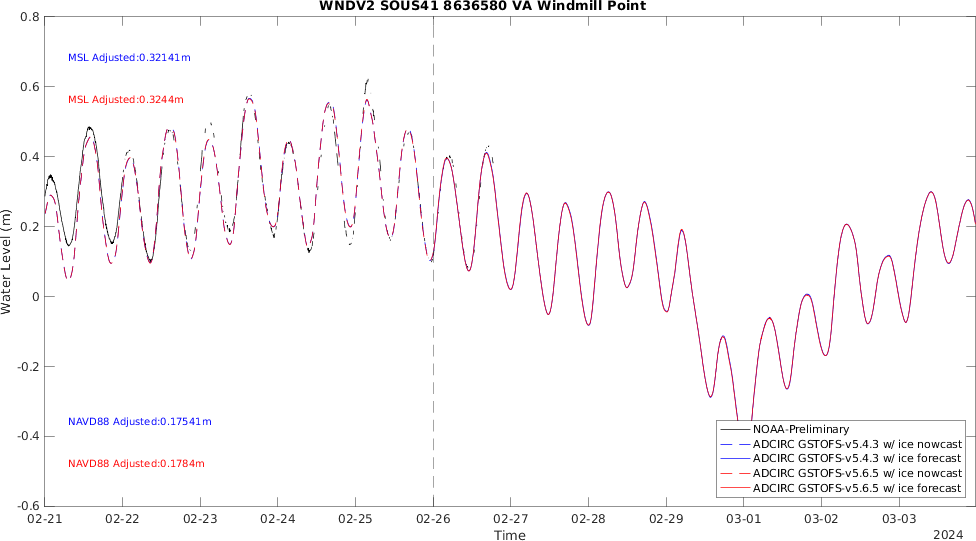 WNDV2 SOUS41 8636580 VA Windmill Point
0.8
0.6
0.4
0.2
0
-0.2
-0.4
-0.6
Water Level (m)
MSL Adjusted:0.32141m
MSL Adjusted:0.3244m
NAVD88 Adjusted:0.17541m
NAVD88 Adjusted:0.1784m
NOAA-Preliminary
ADCIRC GSTOFS-v5.4.3 w/ ice nowcast
ADCIRC GSTOFS-v5.4.3 w/ ice forecast
ADCIRC GSTOFS-v5.6.5 w/ ice nowcast
ADCIRC GSTOFS-v5.6.5 w/ ice forecast
02-21 02-22 02-23 02-24 02-25 02-26 02-27 02-28 02-29 03-01 03-02 03-03
Time
2024